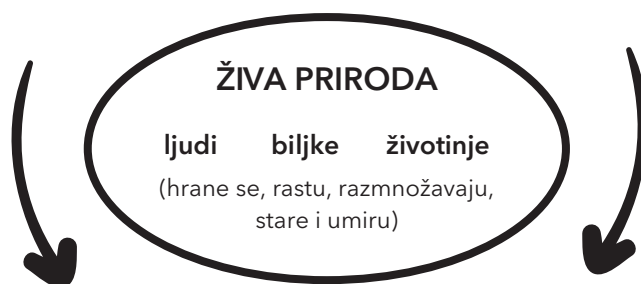 ŽIVA PRIRODA
ljudi biljke životinje
(hrane se, rastu, razmnožavaju,
stare i umiru)